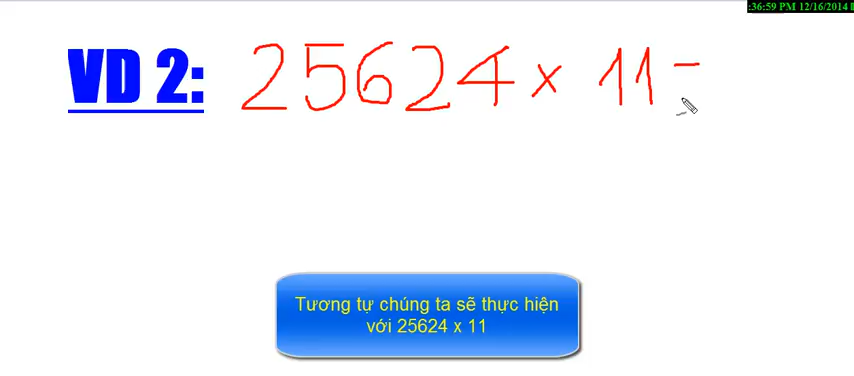 :36:59 PM 12/16/2014
VD 2: 25624 x 11 =
Tương tự chúng ta sẽ thực hiện
với 25624 x 11